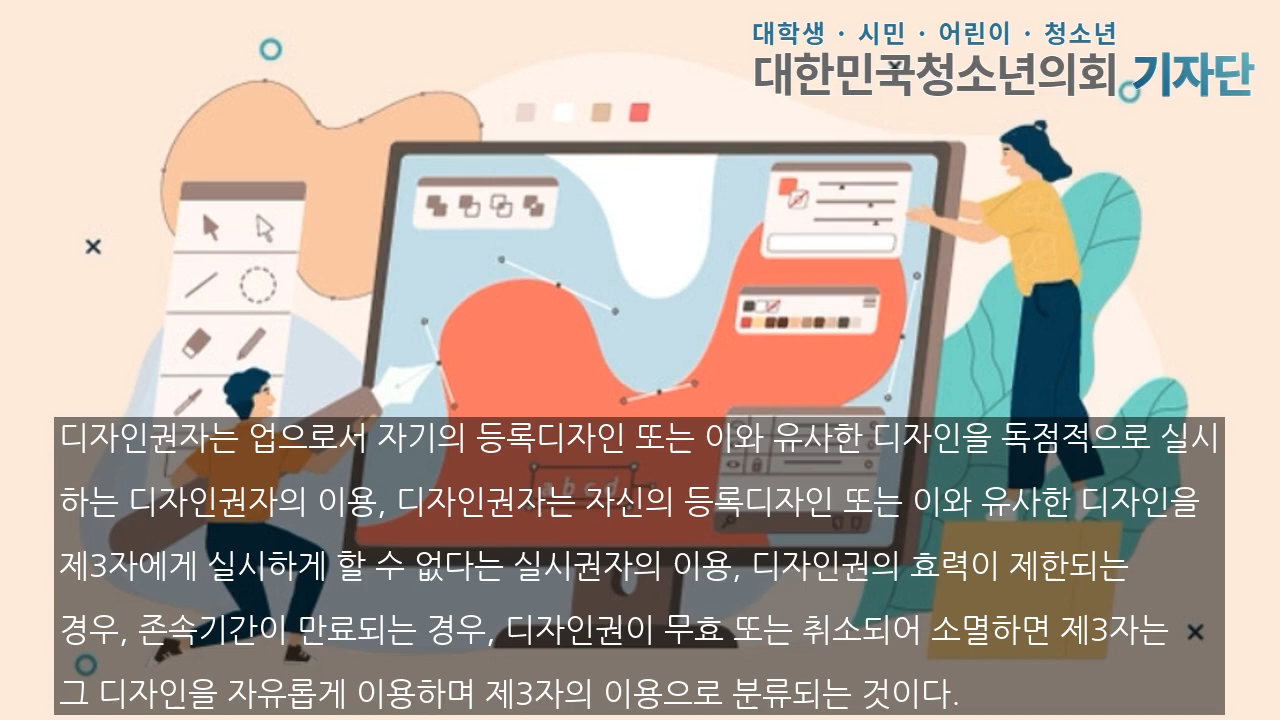 대학생 · 시민 · 어린이 · 청소년
대한민국청소년의회 기자단
abcd
디자인권자는 업으로서 자기의 등록디자인 또는 이와 유사한 디자인을 독점적으로 실시
하는 디자인권자의 이용, 디자인권자는 자신의 등록디자인 또는 이와 유사한 디자인을
제3자에게 실시하게 할 수 없다는 실시권자의 이용, 디자인권의 효력이 제한되는
경우, 존속기간이 만료되는 경우, 디자인권이 무효 또는 취소되어 소멸하면 제3자는
그 디자인을 자유롭게 이용하며 제3자의 이용으로 분류되는 것이다.